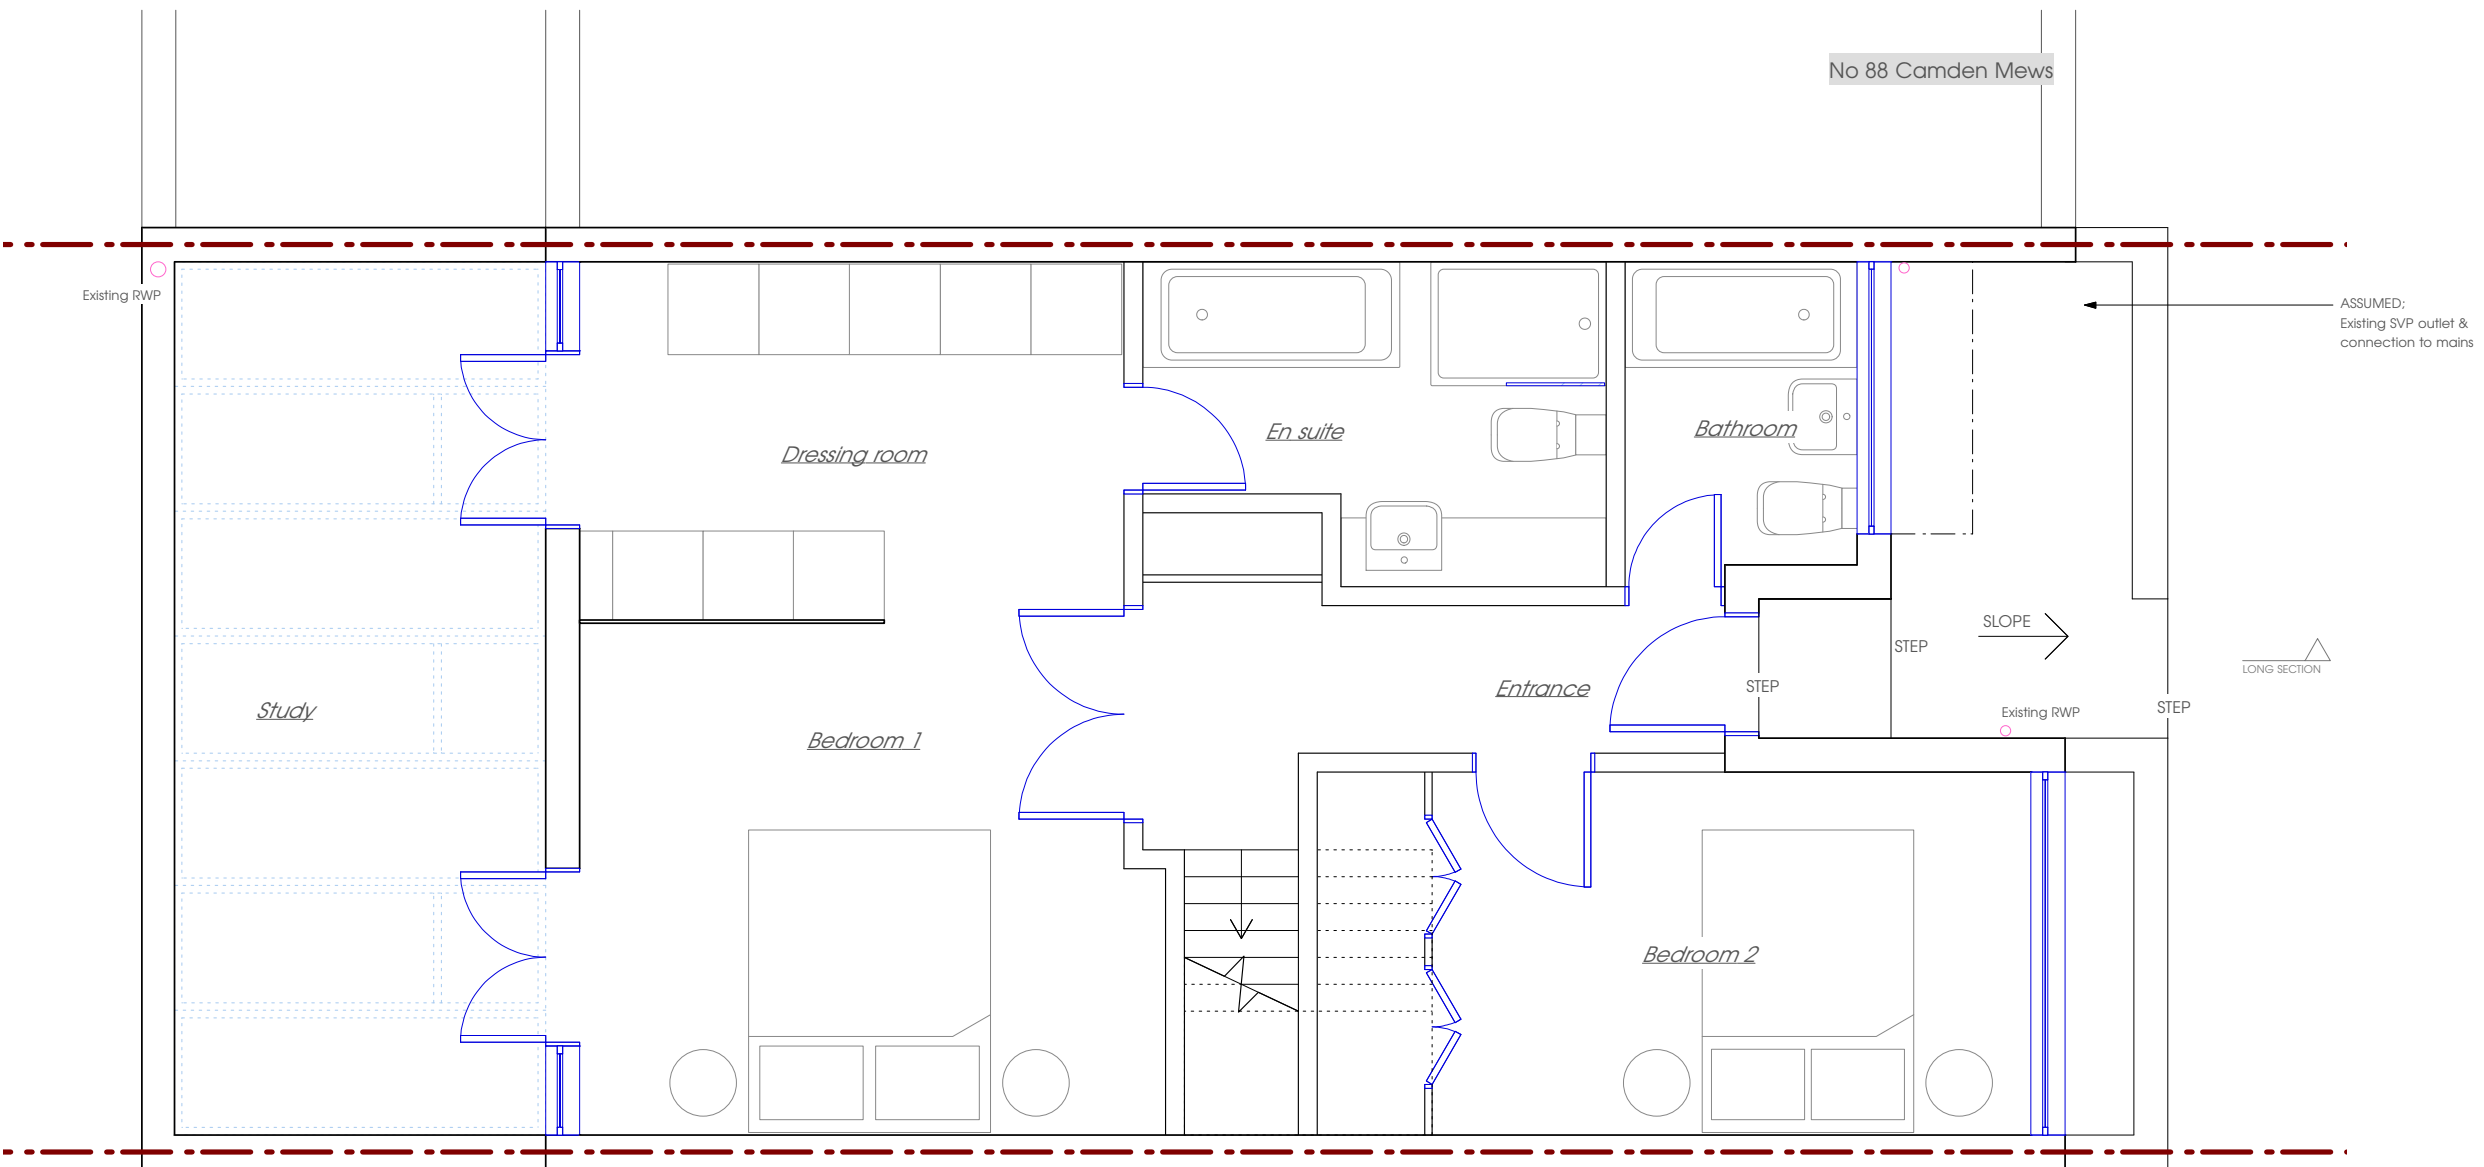 No 88 Camden Mews
Existing RWP
ASSUMED;
Existing SVP outlet &
connection to mains
Dressing room
En suite
Bathroom
SLOPE
STEP
LONG SECTION
Study
Bedroom 1
Entrance
STEP
Existing RWP
STEP
Bedroom 2